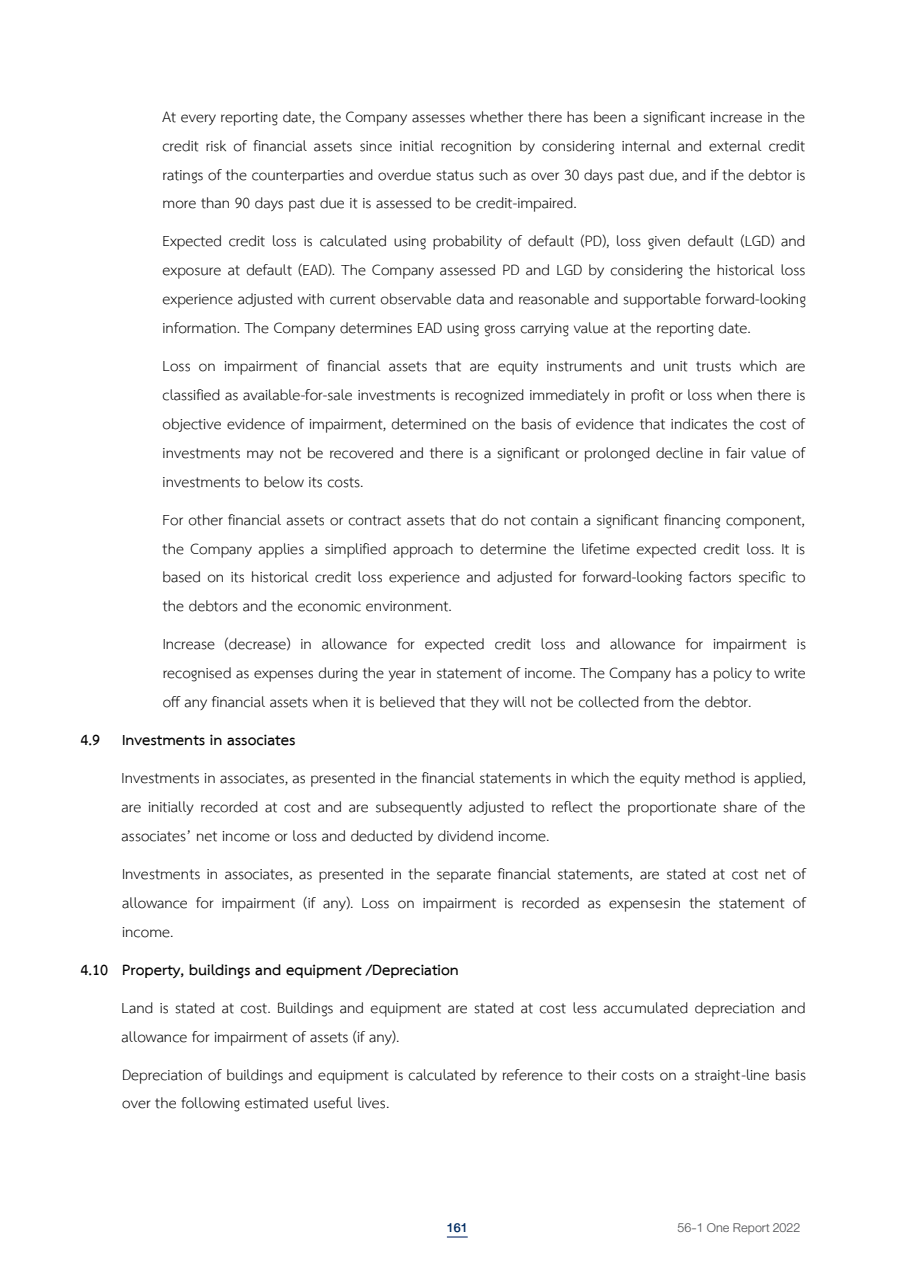 At every reporting date, the Company assesses whether there has been a significant increase in the
credit risk of financial assets since initial recognition by considering internal and external credit
ratings of the counterparties and overdue status such as over 30 days past due, and if the debtor is
more than 90 days past due it is assessed to be credit-impaired.
Expected credit loss is calculated using probability of default (PD), loss given default (LGD) and
exposure at default (EAD). The Company assessed PD and LGD by considering the historical loss
experience adjusted with current observable data and reasonable and supportable forward-looking
information. The Company determines EAD using gross carrying value at the reporting date.
Loss on impairment of financial assets that are equity instruments and unit trusts which are
classified as available-for-sale investments is recognized immediately in profit or loss when there is
objective evidence of impairment, determined on the basis of evidence that indicates the cost of
investments may not be recovered and there is a significant or prolonged decline in fair value of
investments to below its costs.
For other financial assets or contract assets that do not contain a significant financing component,
the Company applies a simplified approach to determine the lifetime expected credit loss. It is
based on its historical credit loss experience and adjusted for forward-looking factors specific to
the debtors and the economic environment.
Increase (decrease) in allowance for expected credit loss and allowance for impairment is
recognised as expenses during the year in statement of income. The Company has a policy to write
off any financial assets when it is believed that they will not be collected from the debtor.
4.9 Investments in associates
Investments in associates, as presented in the financial statements in which the equity method is applied,
are initially recorded at cost and are subsequently adjusted to reflect the proportionate share of the
associates' net income or loss and deducted by dividend income.
Investments in associates, as presented in the separate financial statements, are stated at cost net of
allowance for impairment (if any). Loss on impairment is recorded as expensesin the statement of
income.
4.10 Property, buildings and equipment /Depreciation
Land is stated at cost. Buildings and equipment are stated at cost less accumulated depreciation and
allowance for impairment of assets (if any).
Depreciation of buildings and equipment is calculated by reference to their costs on a straight-line basis
over the following estimated useful lives.
161
56-1 One Report 2022